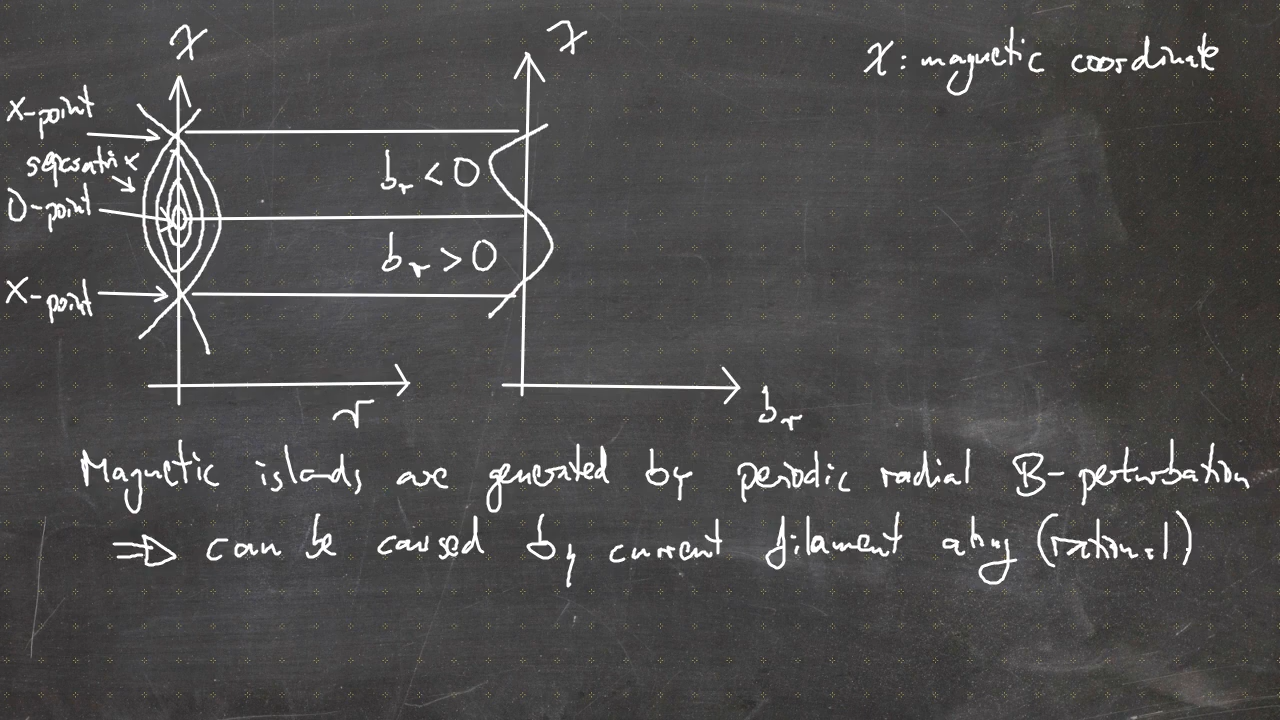 χ
χ
χ: magnetic coordinate
X-point
separatrix
b_r < 0
O-point
b_r > 0
X-point
r
b_r
Magnetic islands are generated by periodic radial B-perturbation
⇒ can be caused by current filament along (rational)